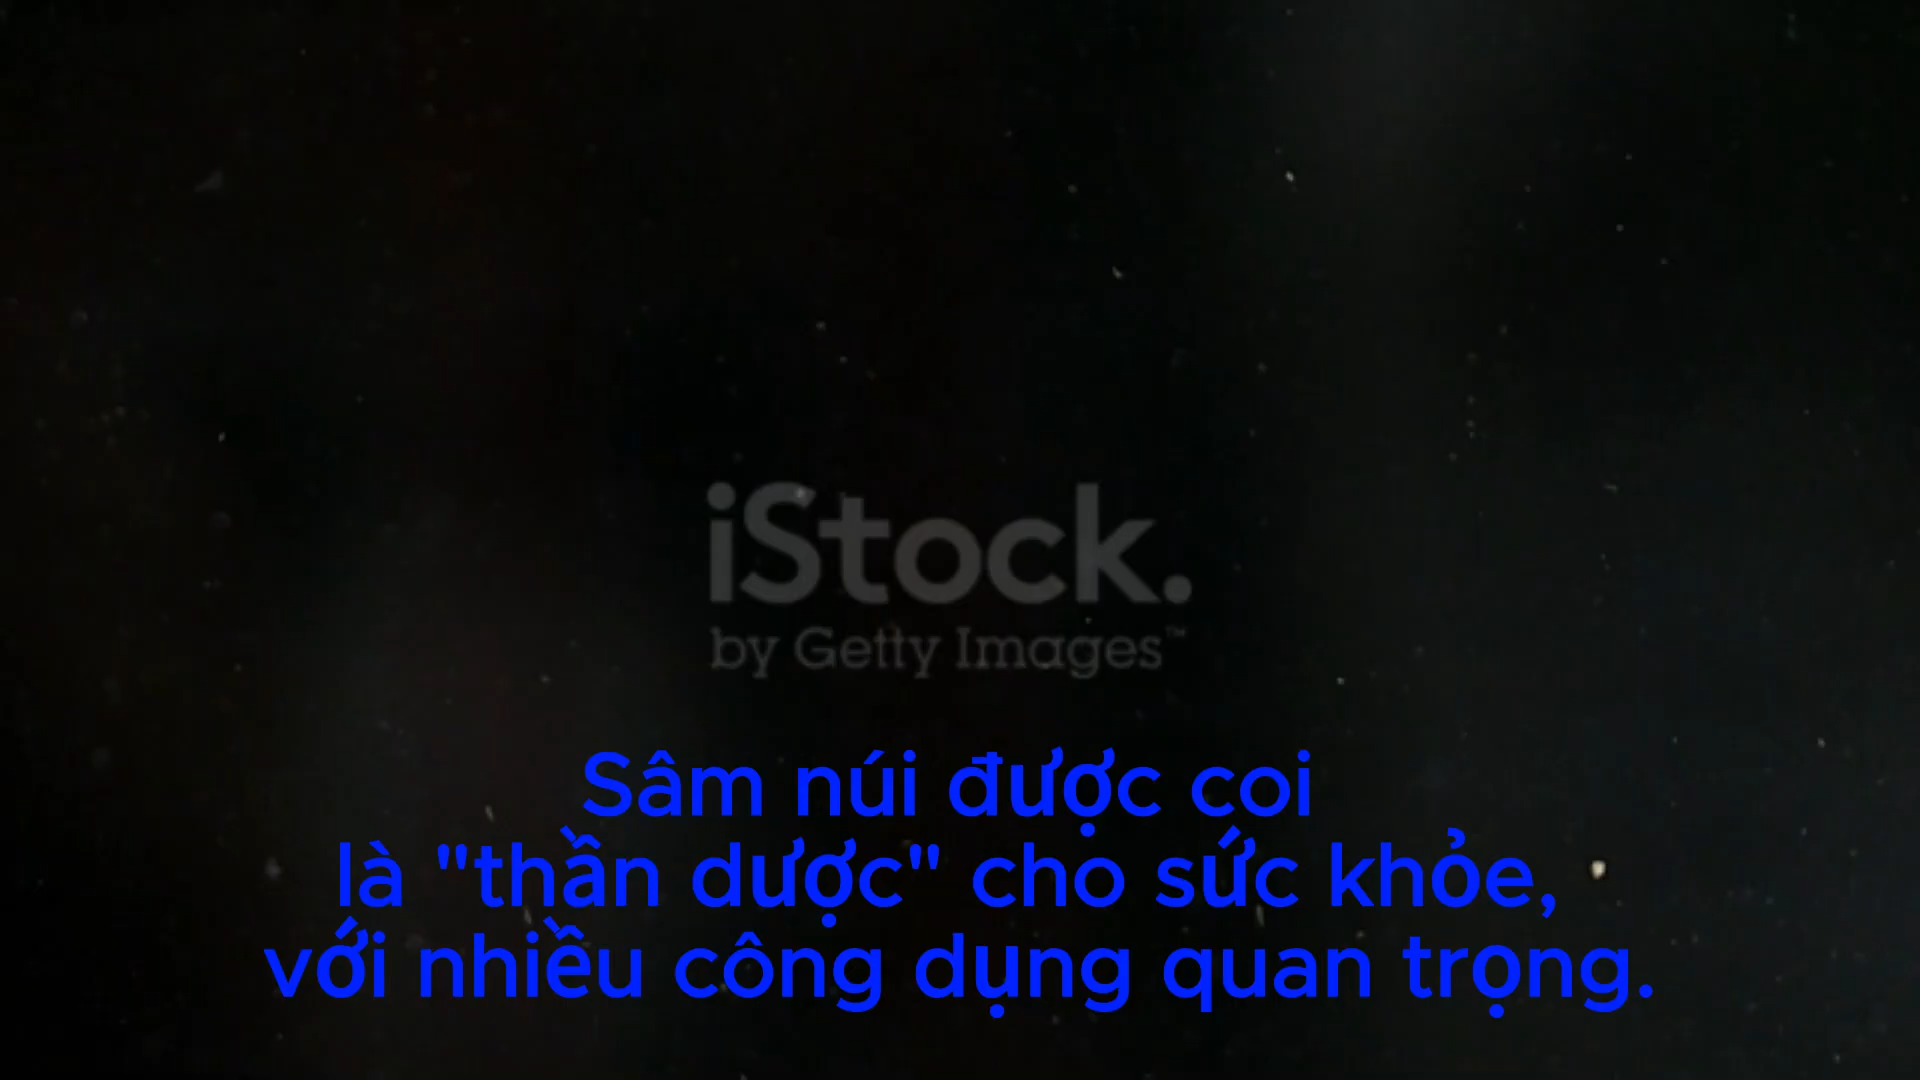 iStock.
by Getty Images™
Sâm núi được coi
là "thần dược" cho sức khỏe,
với nhiều công dụng quan trọng.